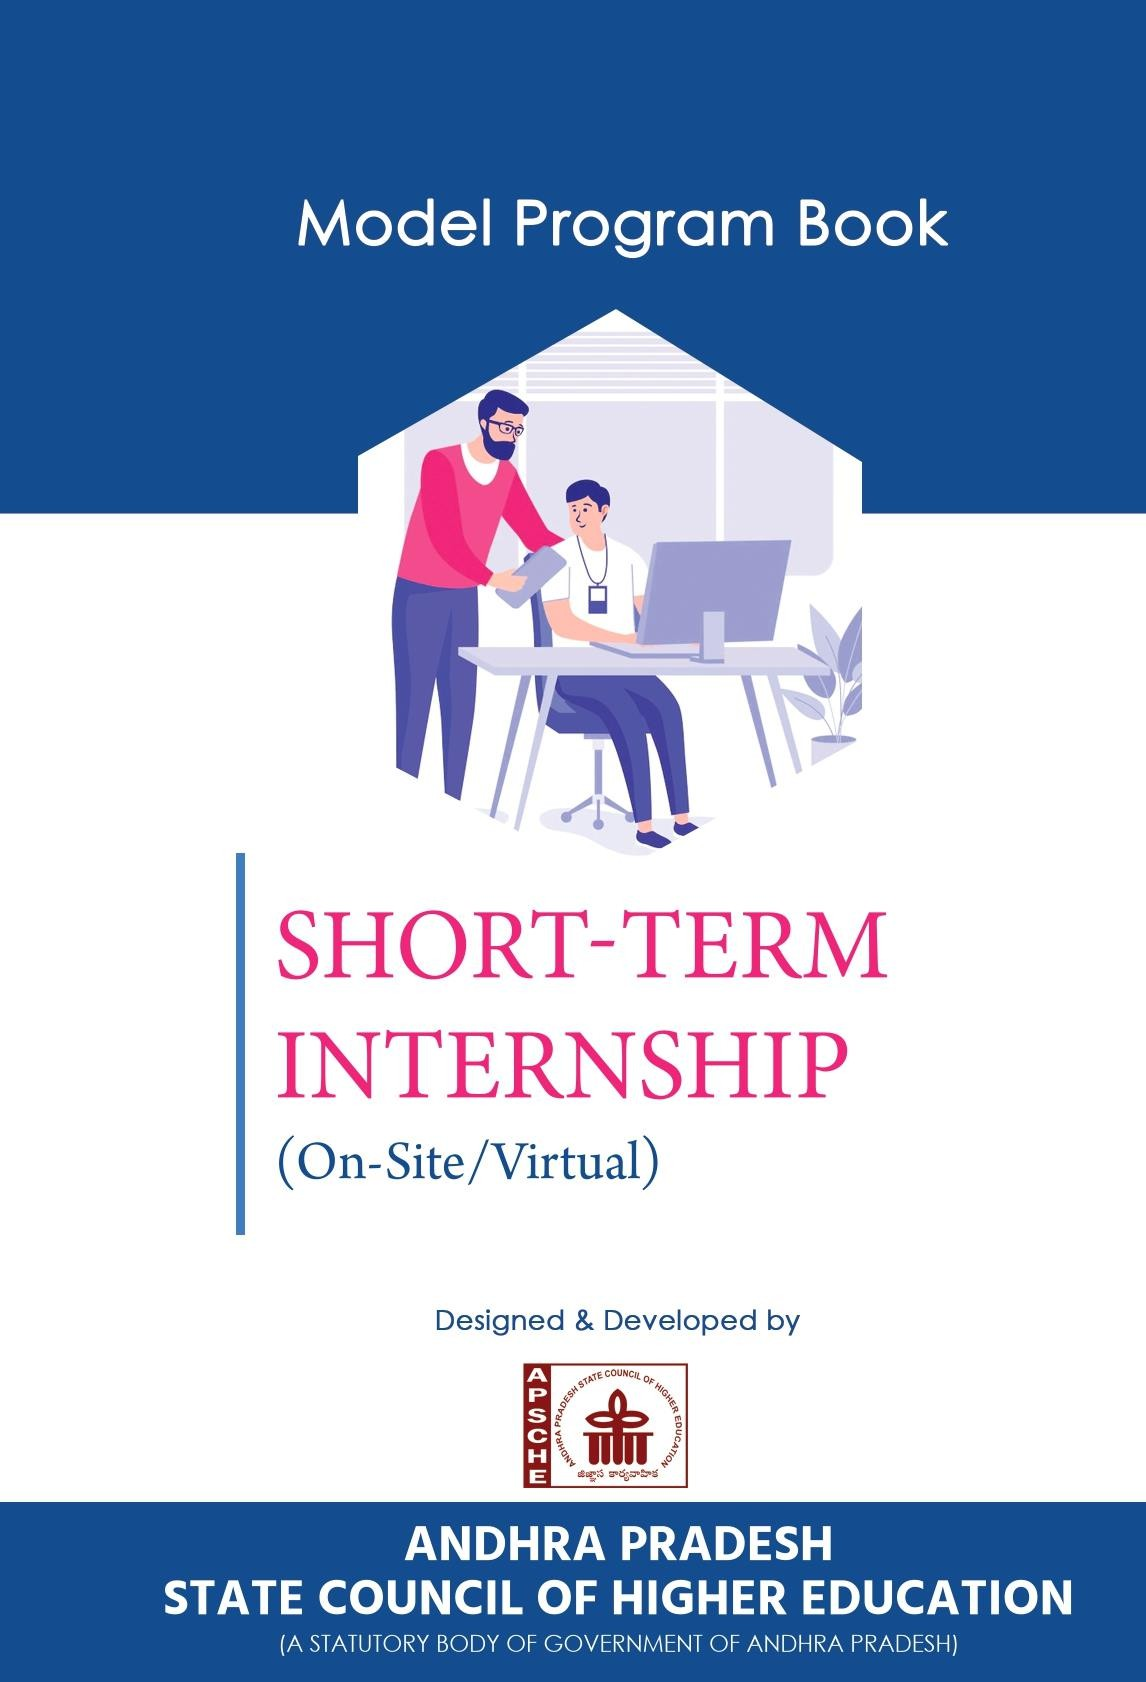 Model Program Book
SHORT-TERM
INTERNSHIP
(On-Site/Virtual)
Designed & Developed by
APSCHE
ANDHRA PRADESH STATE COUNCIL OF HIGHER EDUCATION
జిజ్ఞాస కార్యవాహిక
ANDHRA PRADESH
STATE COUNCIL OF HIGHER EDUCATION
(A STATUTORY BODY OF GOVERNMENT OF ANDHRA PRADESH)